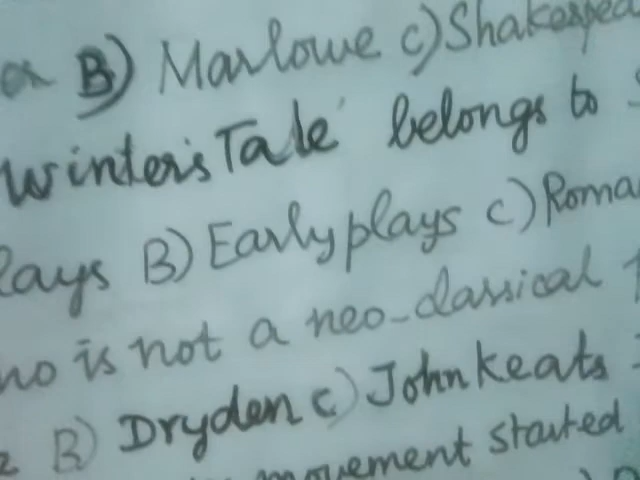 B) Marlowe c) Shakespea
Winter's Tale' belongs to
lays B) Early plays c) Roma
no is not a neo-classical
B) Dryden c) John Keats
movement started